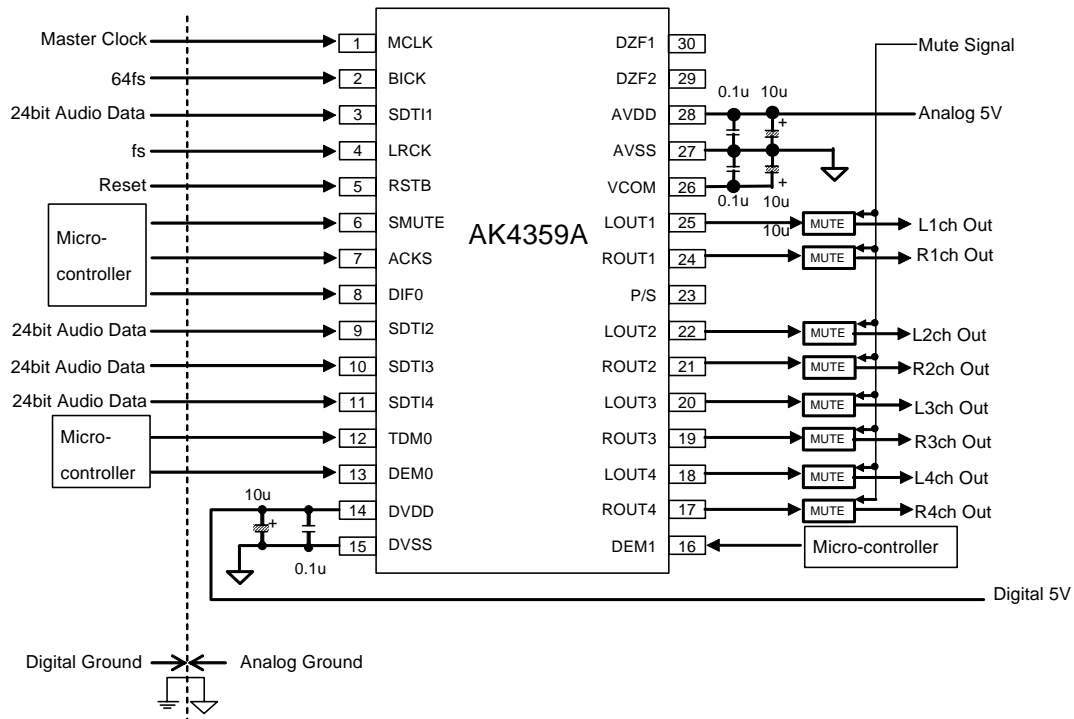 Master Clock 1 MCLK DZF1 30 Mute Signal
64fs 2 BICK DZF2 29
0.1u 10u
24bit Audio Data 3 SDTI1 AVDD 28 + Analog 5V
fs 4 LRCK AVSS 27
Reset 5 RSTB VCOM 26 +
0.1u 10u
Micro-
controller
6 SMUTE LOUT1 25 10u MUTE L1ch Out
AK4359A
7 ACKS ROUT1 24 MUTE R1ch Out
8 DIF0 P/S 23
24bit Audio Data 9 SDTI2 LOUT2 22 MUTE L2ch Out
24bit Audio Data 10 SDTI3 ROUT2 21 MUTE R2ch Out
24bit Audio Data 11 SDTI4 LOUT3 20 MUTE L3ch Out
Micro-
controller
12 TDM0 ROUT3 19 MUTE R3ch Out
13 DEM0 LOUT4 18 MUTE L4ch Out
10u
+
14 DVDD ROUT4 17 MUTE R4ch Out
15 DVSS DEM1 16 Micro-controller
0.1u
Digital 5V
Digital Ground Analog Ground